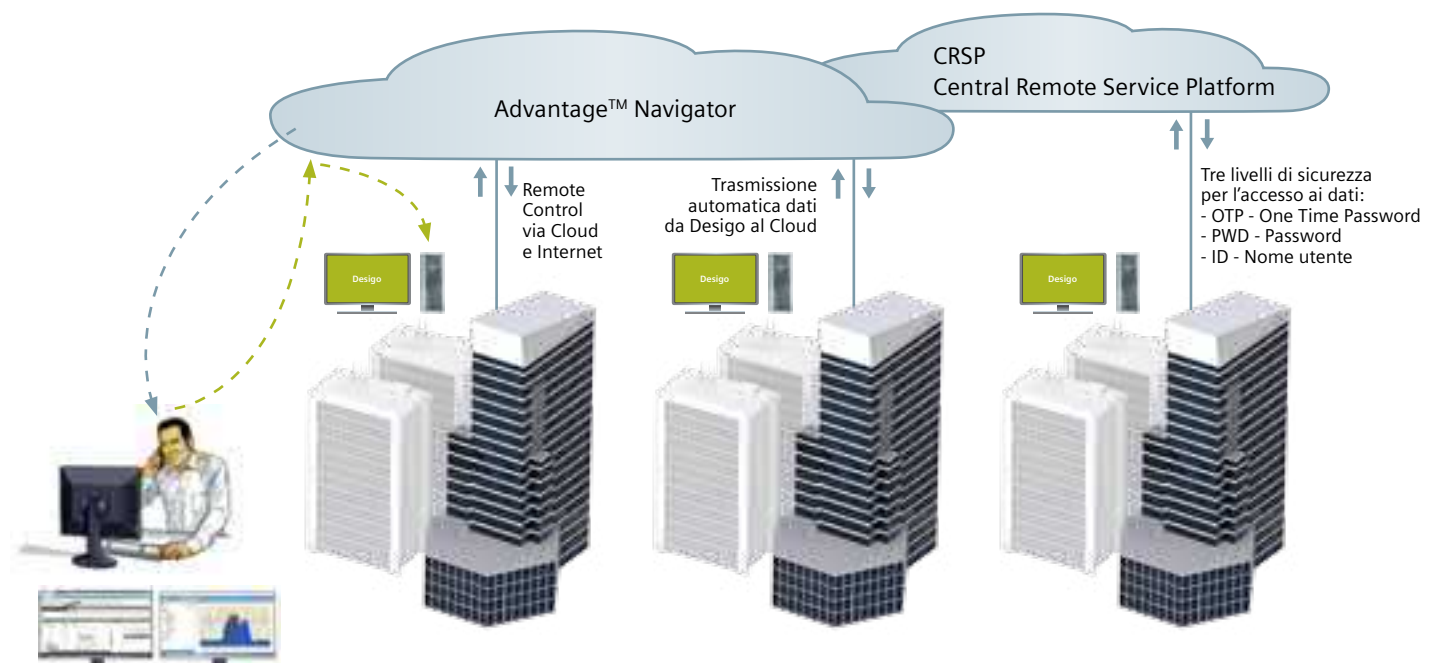 CRSP
Central Remote Service Platform
Advantage™ Navigator
Remote
Control
via Cloud
e Internet
Trasmissione
automatica dati
da Desigo al Cloud
Tre livelli di sicurezza
per l’accesso ai dati:
- OTP - One Time Password
- PWD - Password
- ID - Nome utente
Desigo
Desigo
Desigo